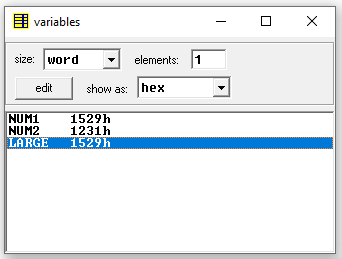 variables
size: word elements: 1
edit show as: hex
NUM1 1529h
NUM2 1231h
LARGE 1529h